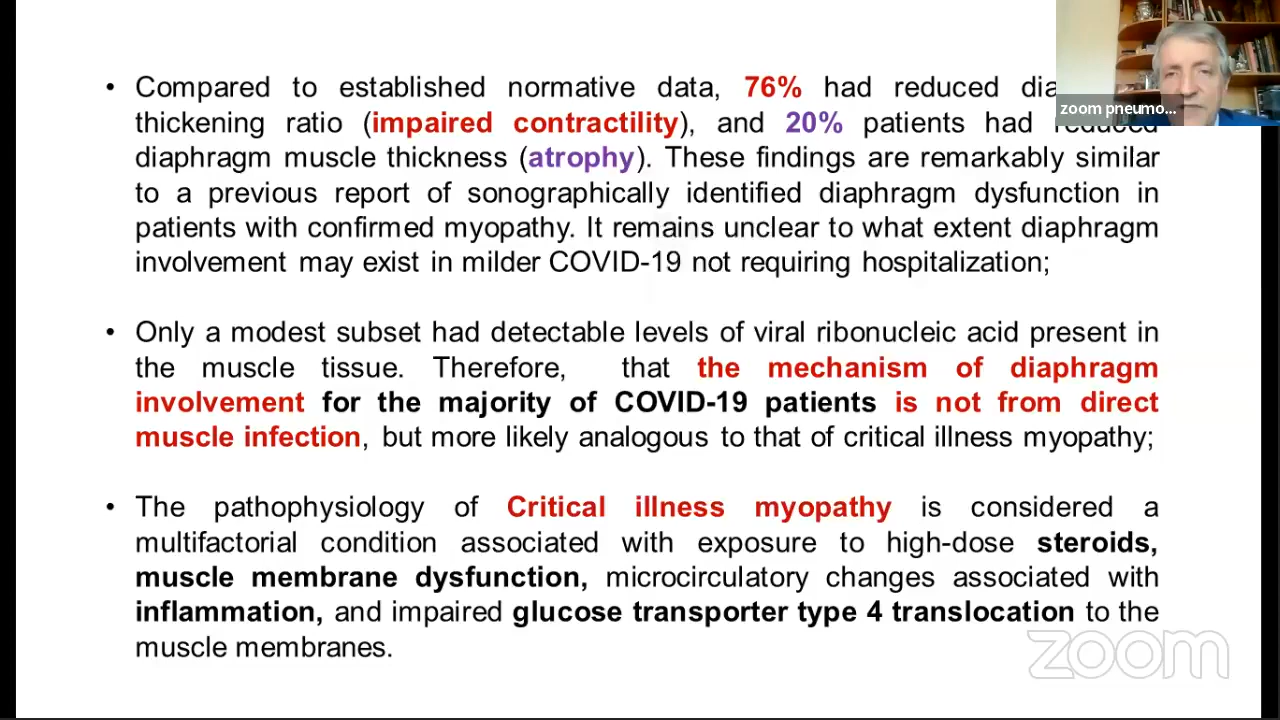 • Compared to established normative data, 76% had reduced dia
thickening ratio (impaired contractility), and 20% patients had reduced
diaphragm muscle thickness (atrophy). These findings are remarkably similar
to a previous report of sonographically identified diaphragm dysfunction in
patients with confirmed myopathy. It remains unclear to what extent diaphragm
involvement may exist in milder COVID-19 not requiring hospitalization;
• Only a modest subset had detectable levels of viral ribonucleic acid present in
the muscle tissue. Therefore, that the mechanism of diaphragm
involvement for the majority of COVID-19 patients is not from direct
muscle infection, but more likely analogous to that of critical illness myopathy;
• The pathophysiology of Critical illness myopathy is considered a
multifactorial condition associated with exposure to high-dose steroids,
muscle membrane dysfunction, microcirculatory changes associated with
inflammation, and impaired glucose transporter type 4 translocation to the
muscle membranes.
zoom pneumo...
zoom